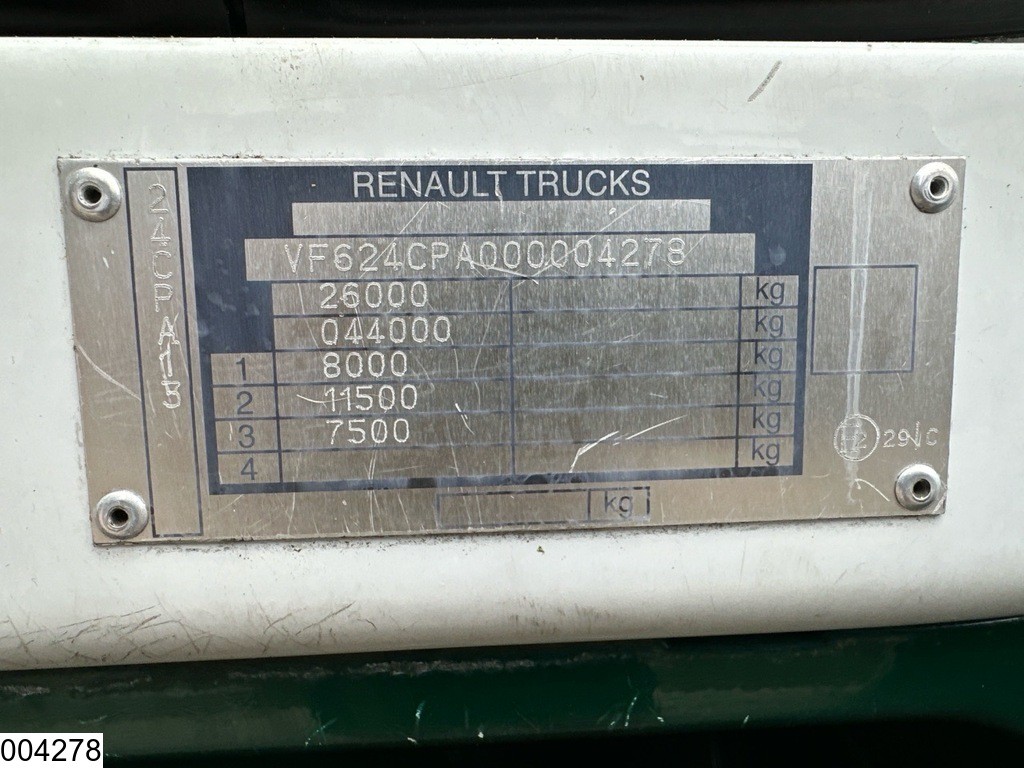 RENAULT TRUCKS
VF624CPA000004278
26000 kg
044000 kg
1 8000 kg
2 11500 kg
3 7500 kg
4 kg
kg
24CPA15
E2 29\C
004278